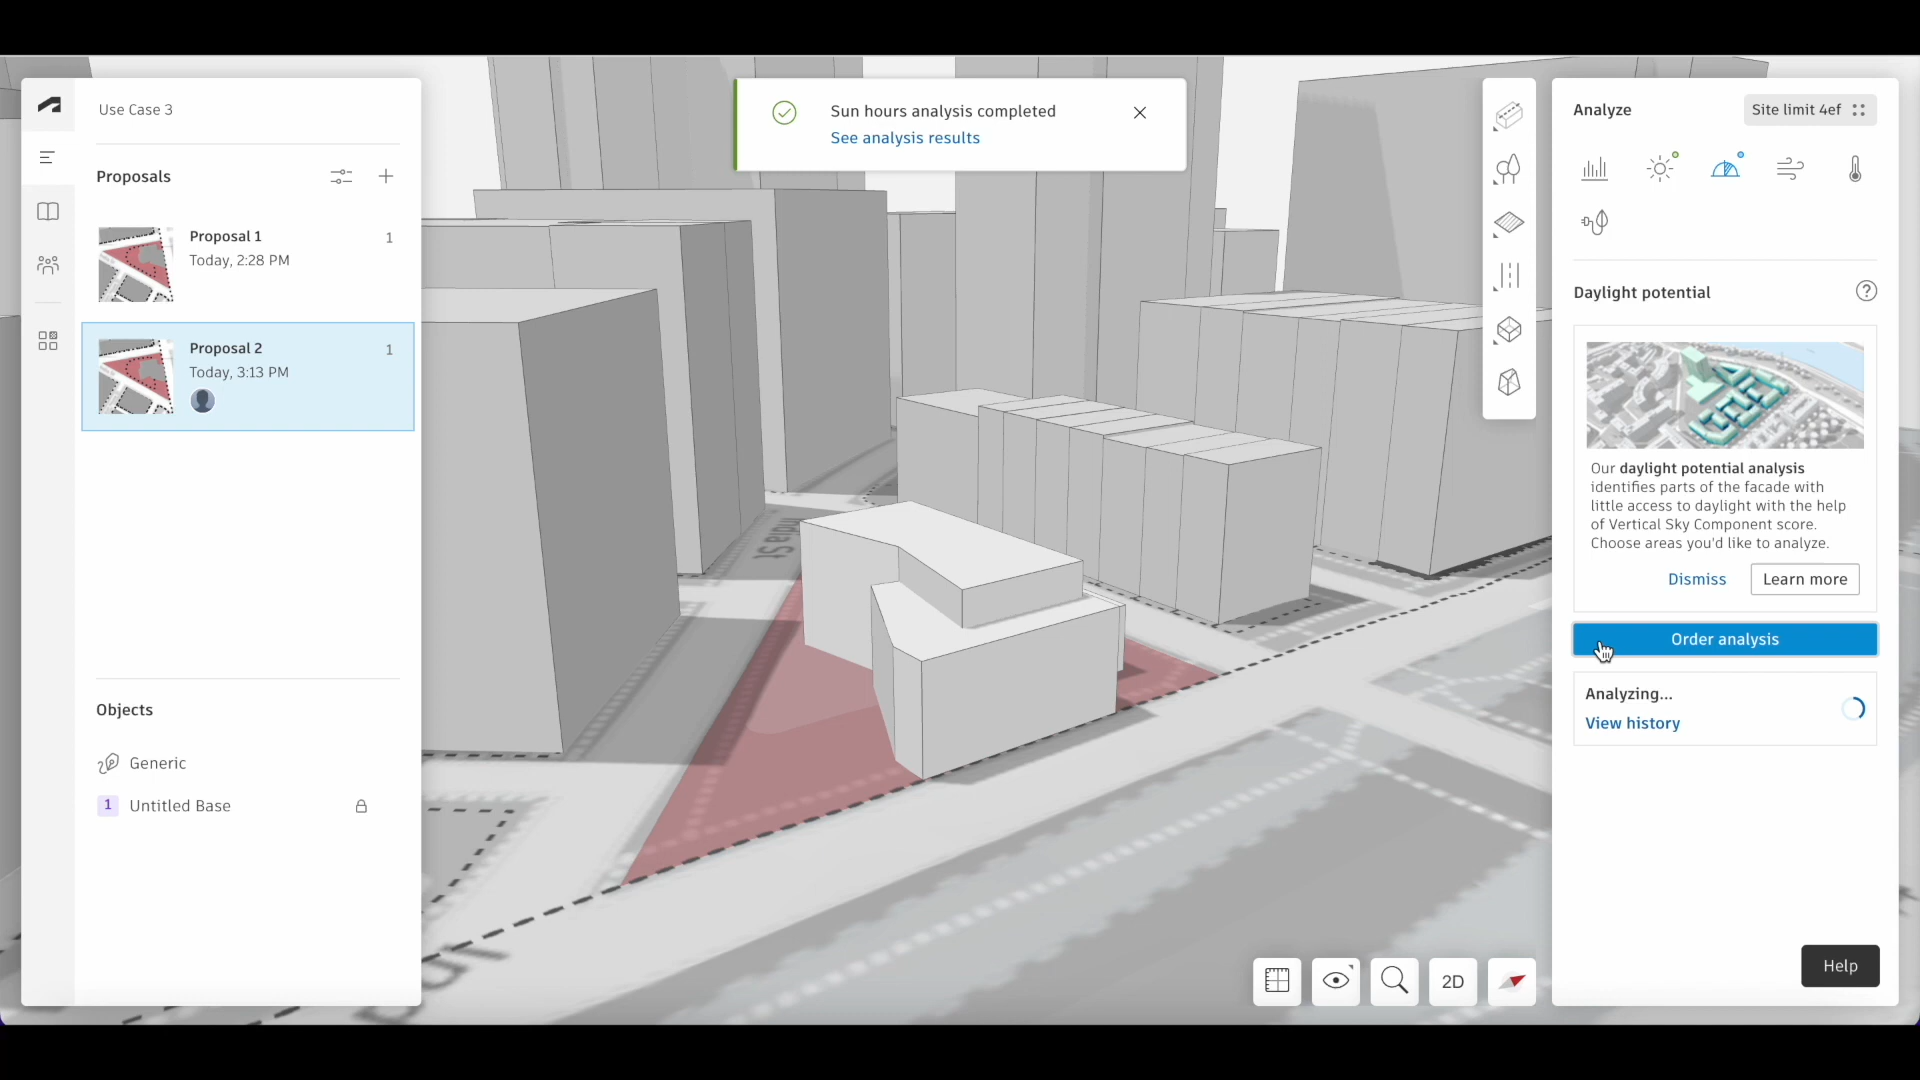 Use Case 3
Proposals
Proposal 1
1
Today, 2:28 PM
Proposal 2
1
Today, 3:13 PM
Objects
Generic
1 Untitled Base
Sun hours analysis completed
See analysis results
Analyze
Site limit 4ef
Daylight potential
?
Our daylight potential analysis
identifies parts of the facade with
little access to daylight with the help
of Vertical Sky Component score.
Choose areas you'd like to analyze.
Dismiss
Learn more
Order analysis
Analyzing...
View history
2D
Help